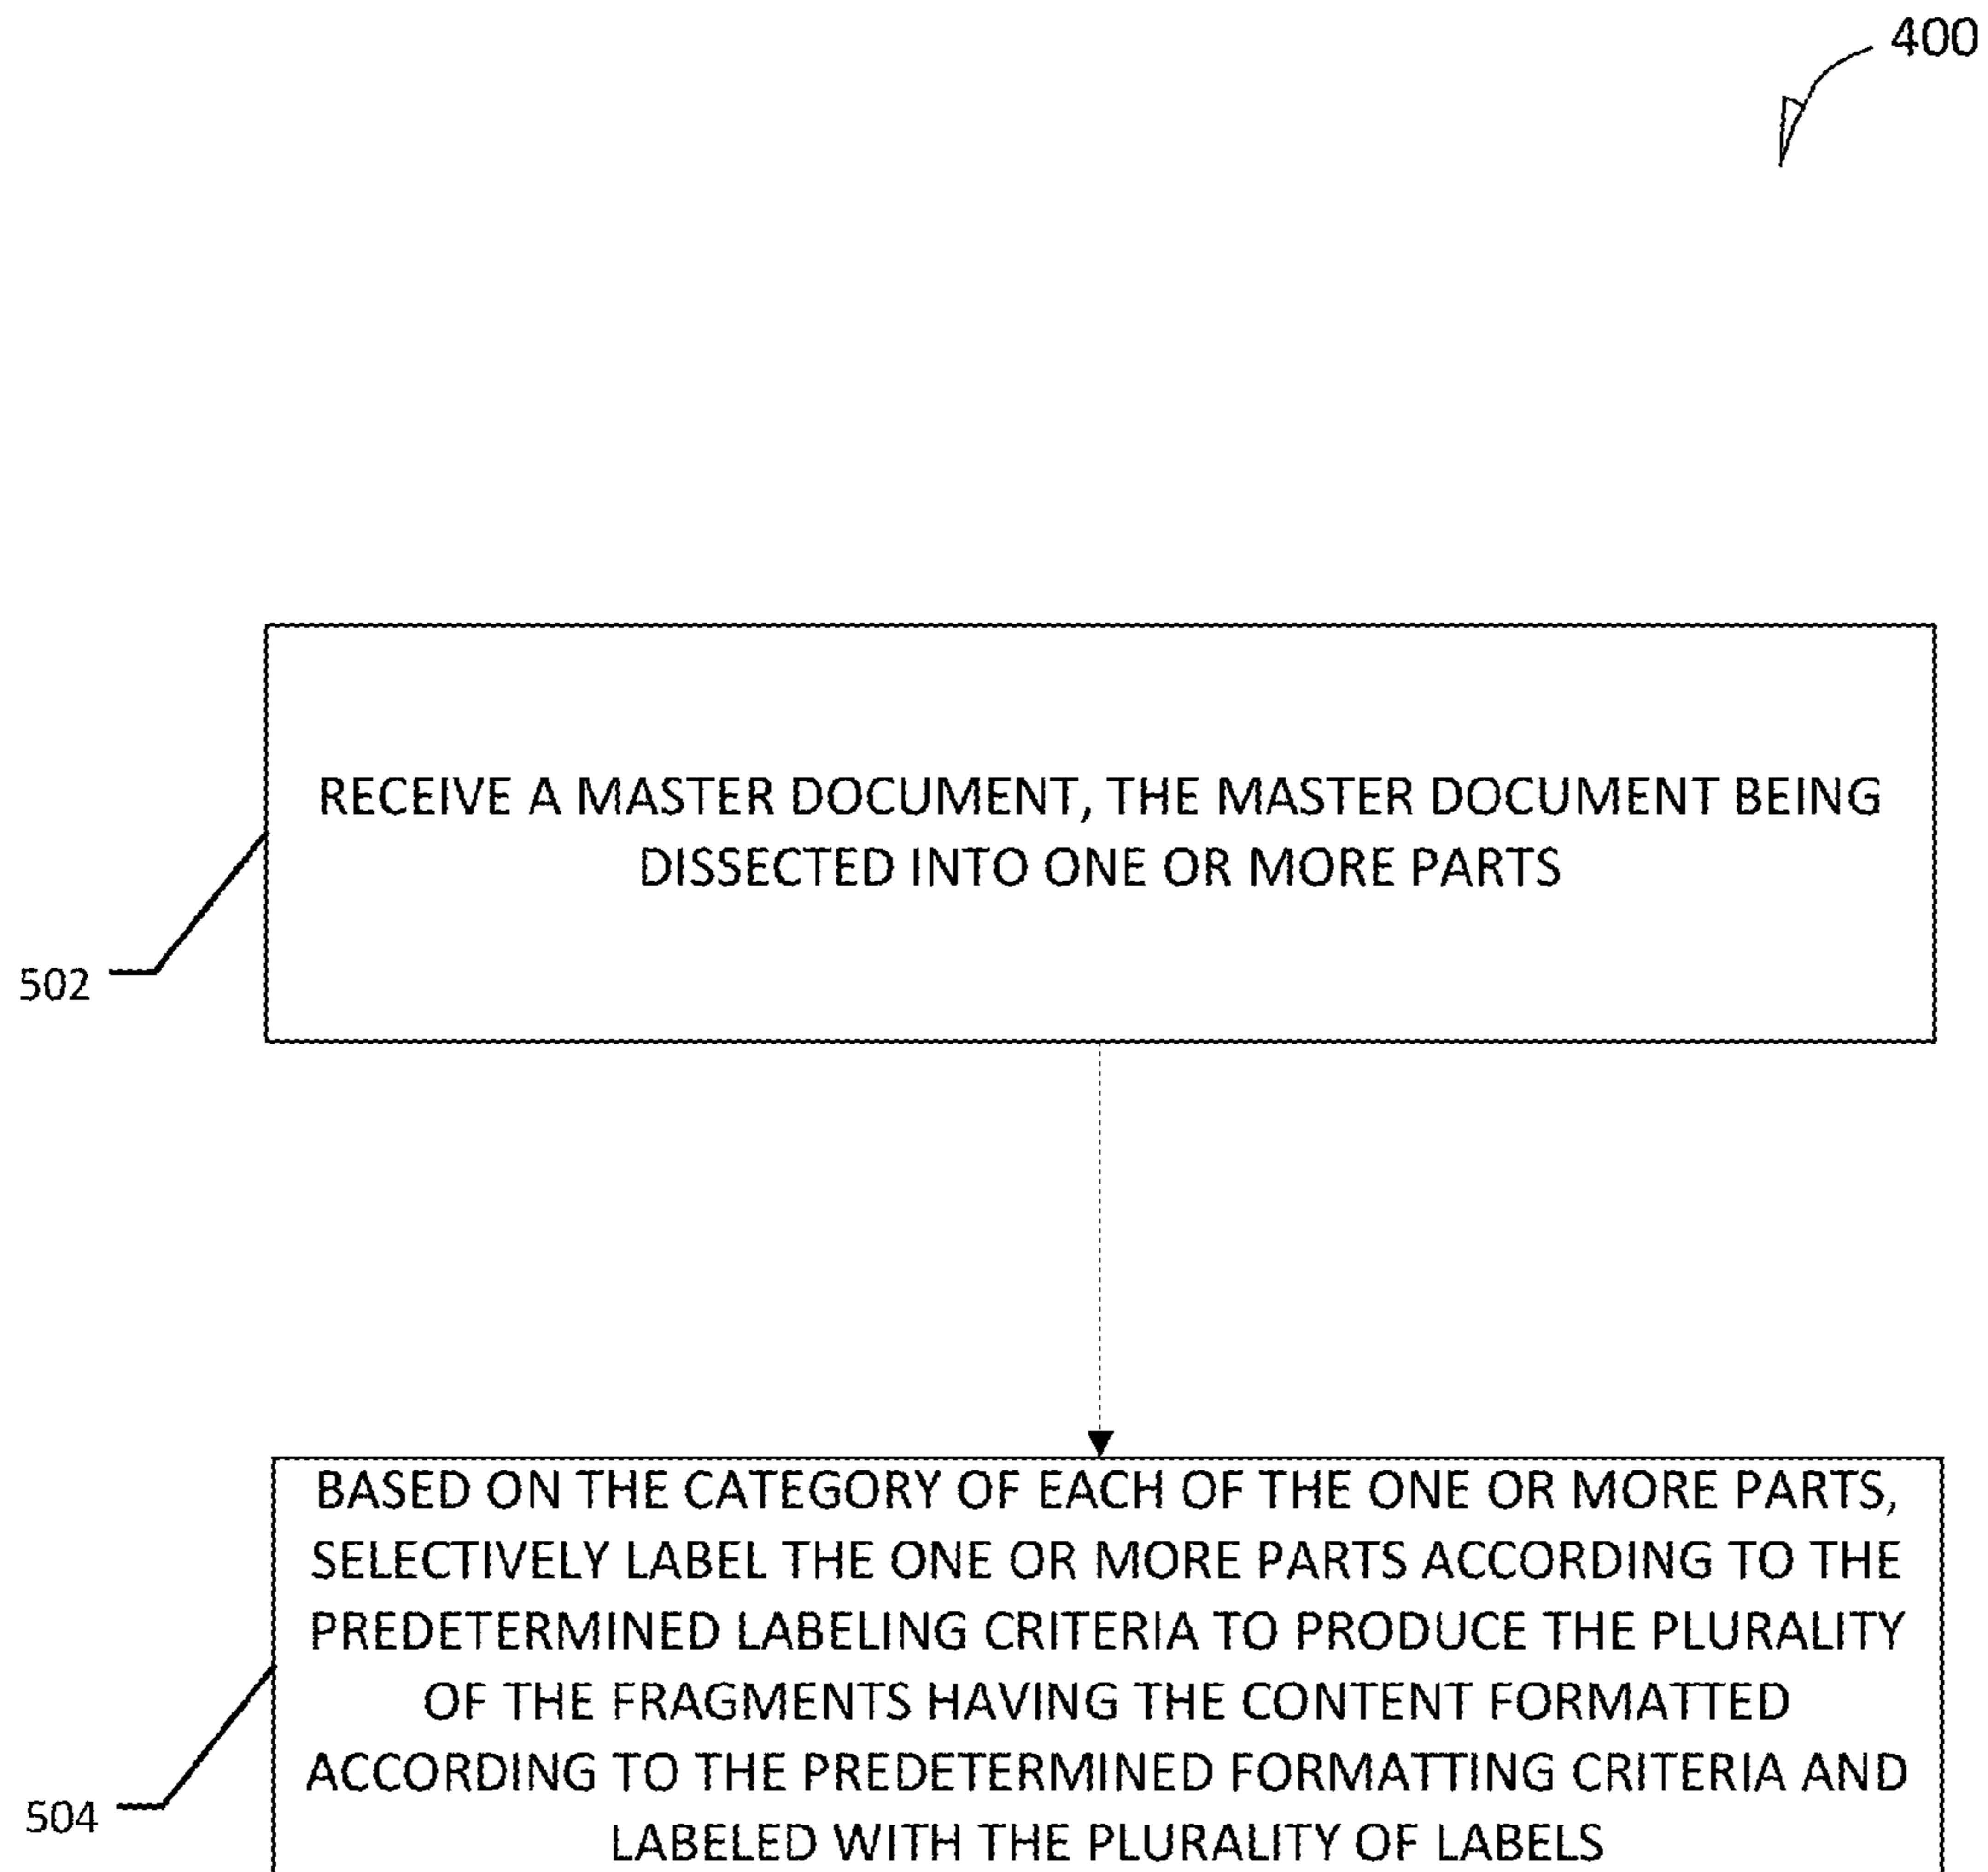 400
RECEIVE A MASTER DOCUMENT, THE MASTER DOCUMENT BEING
DISSECTED INTO ONE OR MORE PARTS
502
BASED ON THE CATEGORY OF EACH OF THE ONE OR MORE PARTS,
SELECTIVELY LABEL THE ONE OR MORE PARTS ACCORDING TO THE
PREDETERMINED LABELING CRITERIA TO PRODUCE THE PLURALITY
OF THE FRAGMENTS HAVING THE CONTENT FORMATTED
ACCORDING TO THE PREDETERMINED FORMATTING CRITERIA AND
LABELED WITH THE PLURALITY OF LABELS
504